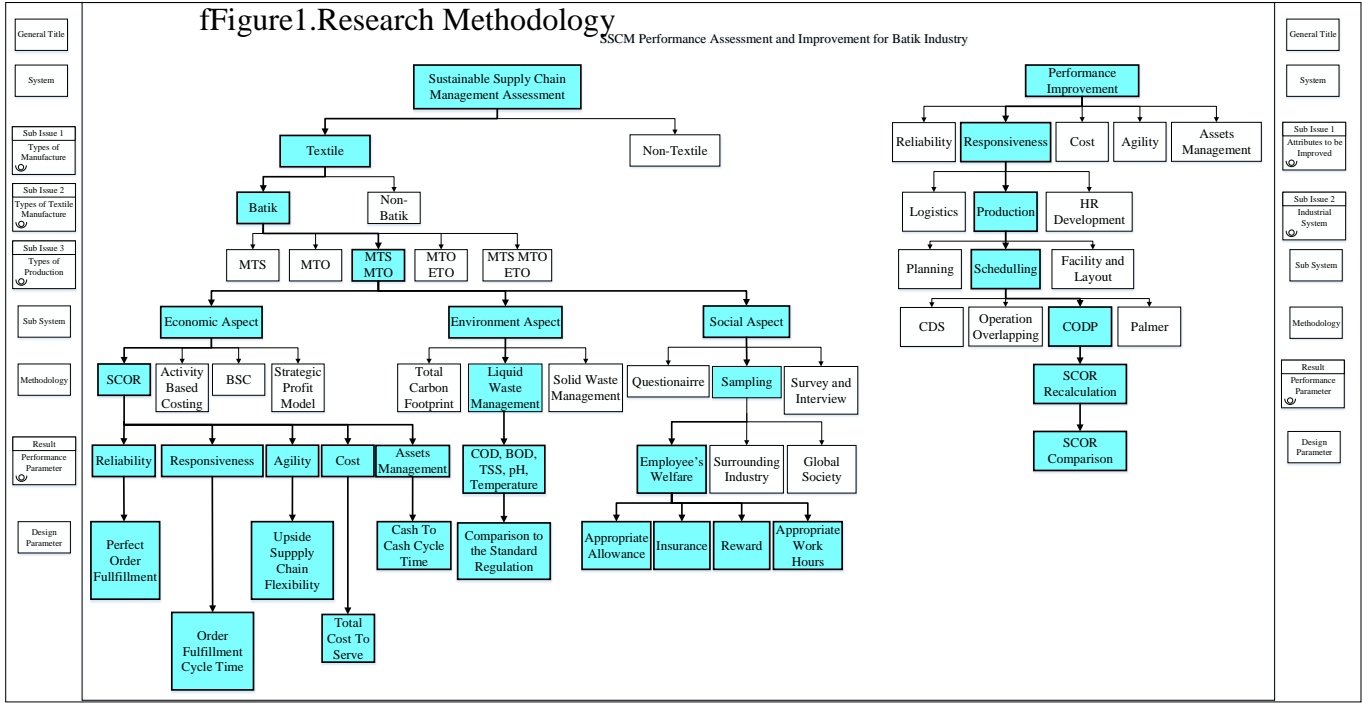 fFigure1.Research Methodology
SSCM Performance Assessment and Improvement for Batik Industry
General Title
System
Sub Issue 1
Types of
Manufacture
Sub Issue 2
Types of Textile
Manufacture
Sub Issue 3
Types of
Production
Sub System
Methodology
Result
Performance
Parameter
Design
Parameter
Sustainable Supply Chain
Management Assessment
Textile
Non-Textile
Batik
Non-
Batik
MTS
MTO
MTS
MTO
MTO
ETO
MTS MTO
ETO
Economic Aspect
Environment Aspect
Social Aspect
SCOR
Activity
Based
Costing
BSC
Strategic
Profit
Model
Total
Carbon
Footprint
Liquid
Waste
Management
Solid Waste
Management
Questionairre
Sampling
Survey and
Interview
Reliability
Responsiveness
Agility
Cost
Assets
Management
COD, BOD,
TSS, pH,
Temperature
Employee's
Welfare
Surrounding
Industry
Global
Society
Perfect
Order
Fullfillment
Order
Fulfillment
Cycle Time
Upside
Suppply
Chain
Flexibility
Total
Cost To
Serve
Cash To
Cash Cycle
Time
Comparison to
the Standard
Regulation
Appropriate
Allowance
Insurance
Reward
Appropriate
Work
Hours
Performance
Improvement
Reliability
Responsiveness
Cost
Agility
Assets
Management
Logistics
Production
HR
Development
Planning
Schedulling
Facility and
Layout
CDS
Operation
Overlapping
CODP
Palmer
SCOR
Recalculation
SCOR
Comparison
General Title
System
Sub Issue 1
Attributes to be
Improved
Sub Issue 2
Industrial
System
Sub System
Methodology
Result
Performance
Parameter
Design
Parameter